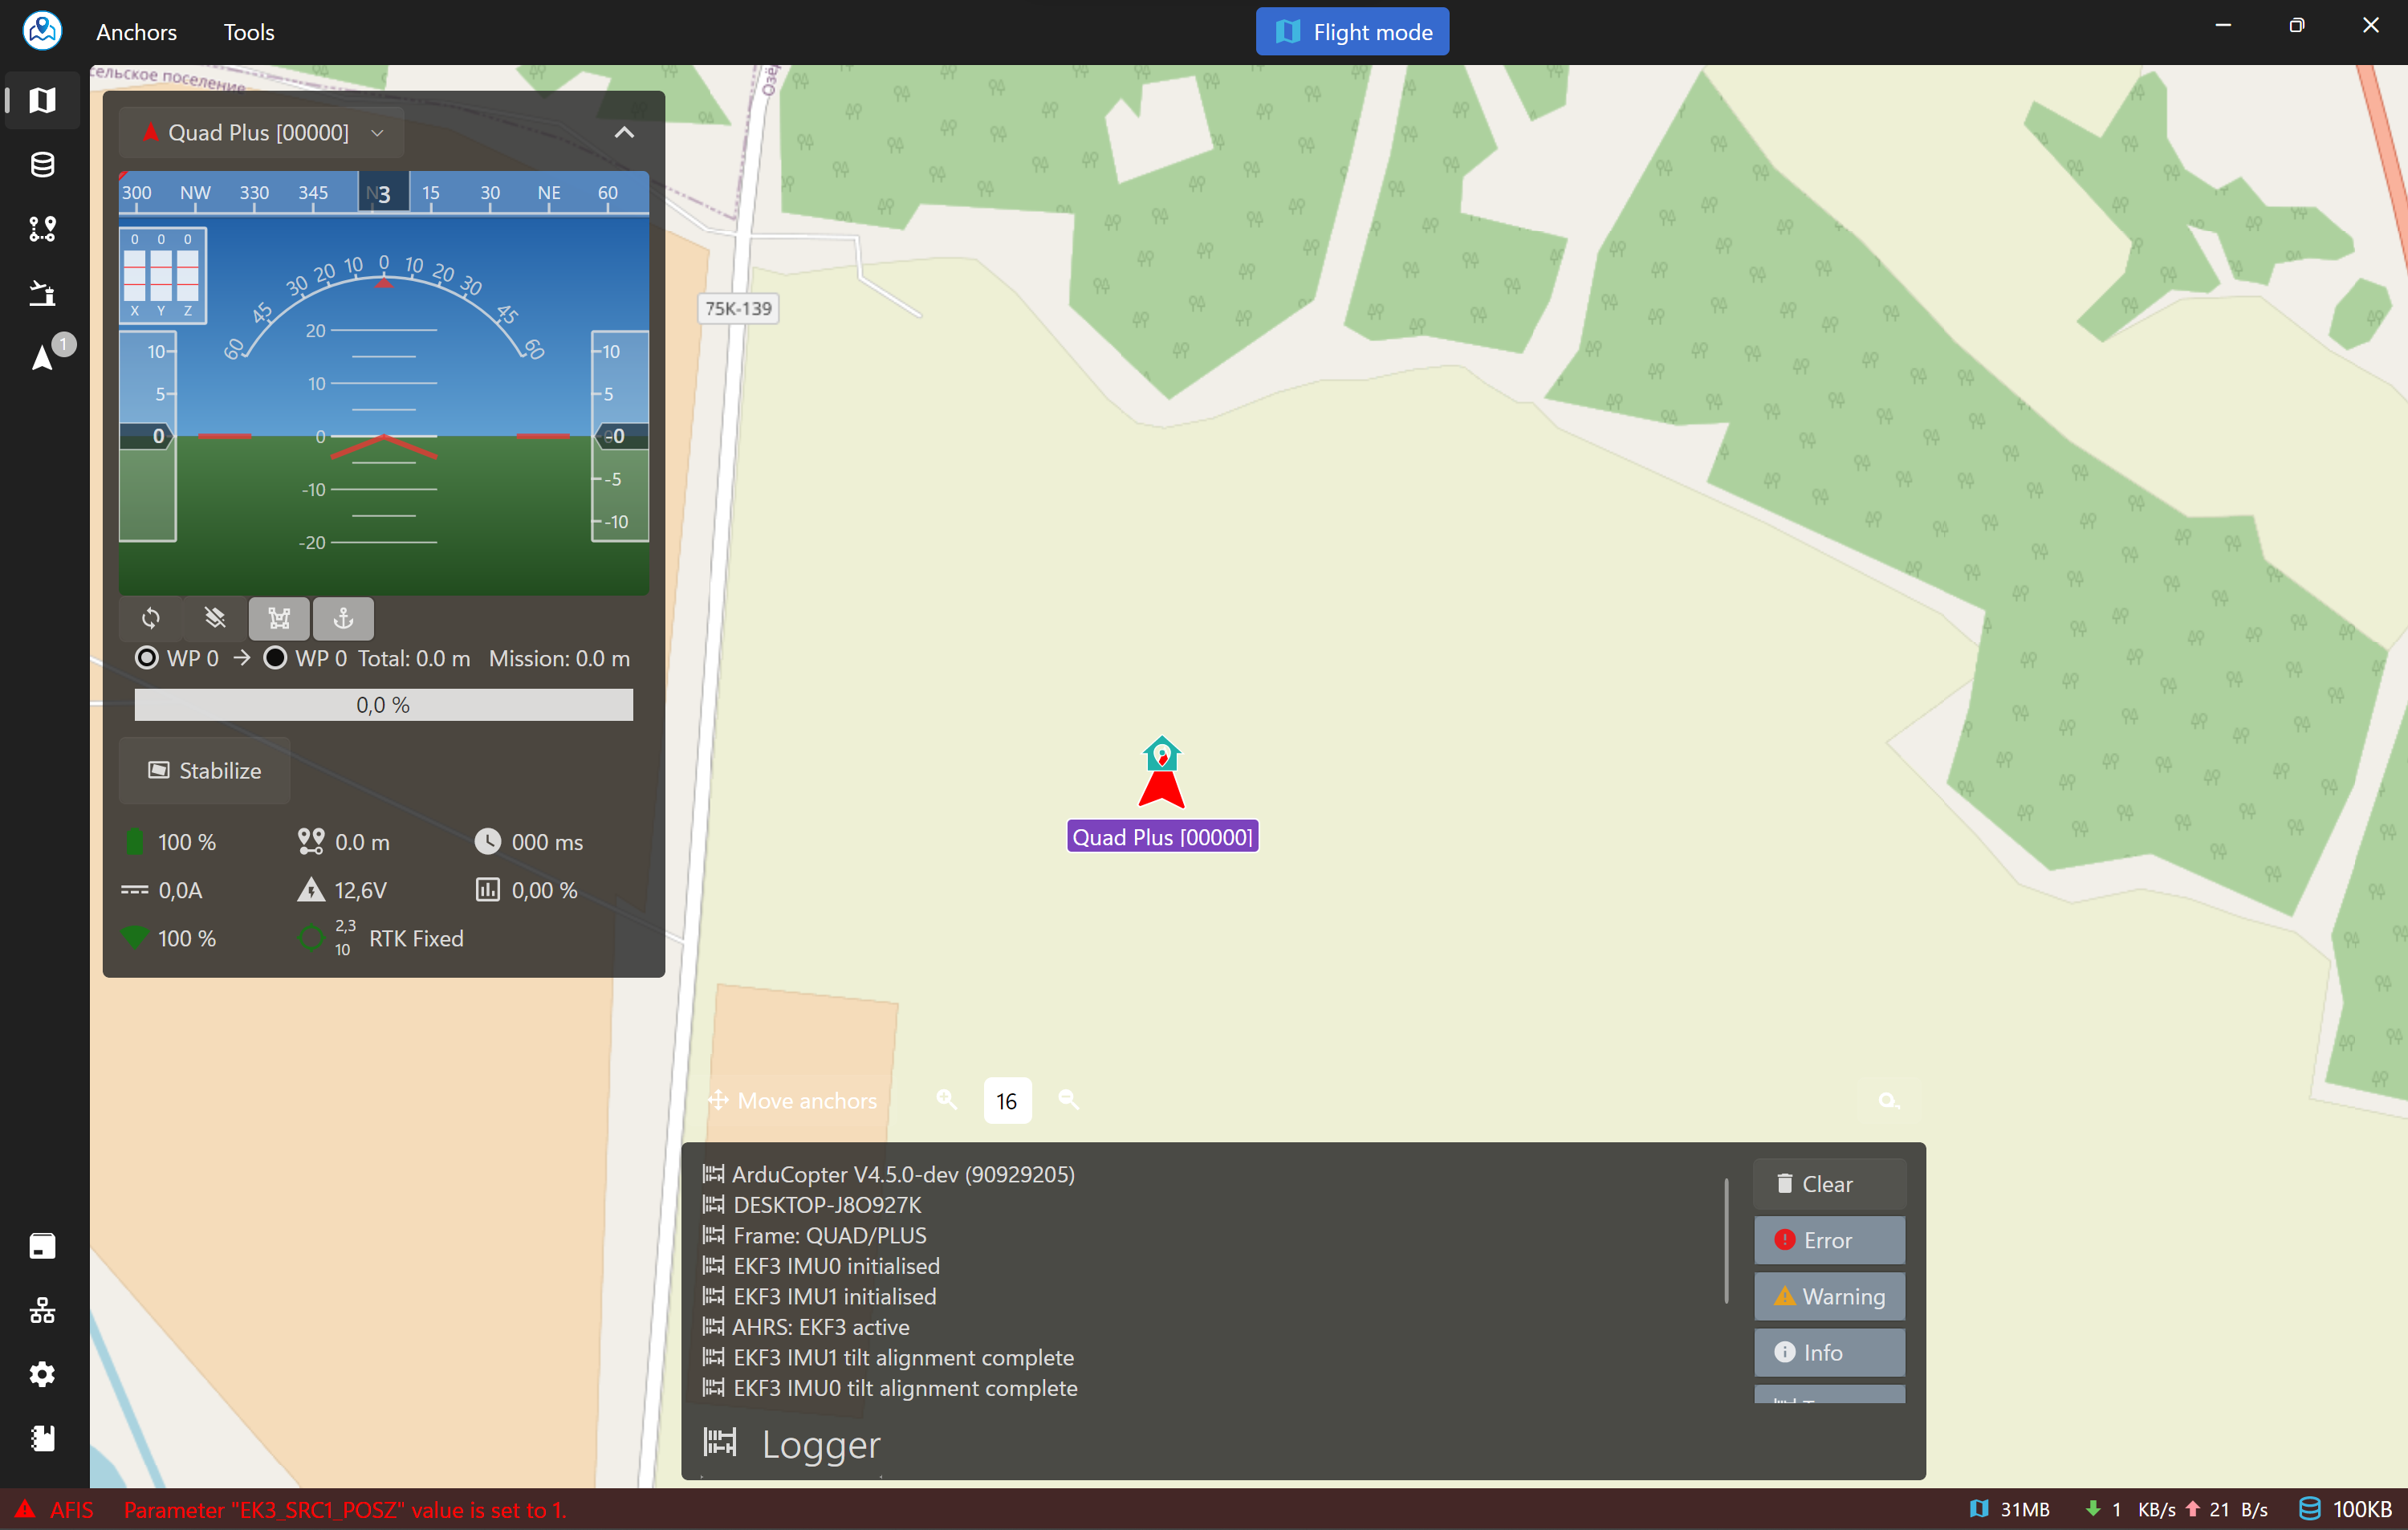 Anchors Tools Flight mode
сельское поселение
Quad Plus [00000]
1
300 NW 330 345 N 3 15 30 NE 60
0 0 0
X Y Z
60 45 30 20 10 0 10 20 30 45 60
20
10
0
-10
-20
10
5
0
10
5
-0
-5
-10
75K-139
WP 0 → WP 0 Total: 0.0 m Mission: 0.0 m
0,0 %
Stabilize
100 % 0.0 m 000 ms
0,0A 12,6V 0,00 %
100 % 2,3 10 RTK Fixed
Quad Plus [00000]
Move anchors 16
ArduCopter V4.5.0-dev (90929205)
DESKTOP-J8O927K
Frame: QUAD/PLUS
EKF3 IMU0 initialised
EKF3 IMU1 initialised
AHRS: EKF3 active
EKF3 IMU1 tilt alignment complete
EKF3 IMU0 tilt alignment complete
Logger
Clear
Error
Warning
Info
AFIS Parameter "EK3_SRC1_POSZ" value is set to 1.
31MB 1 KB/s 21 B/s 100KB